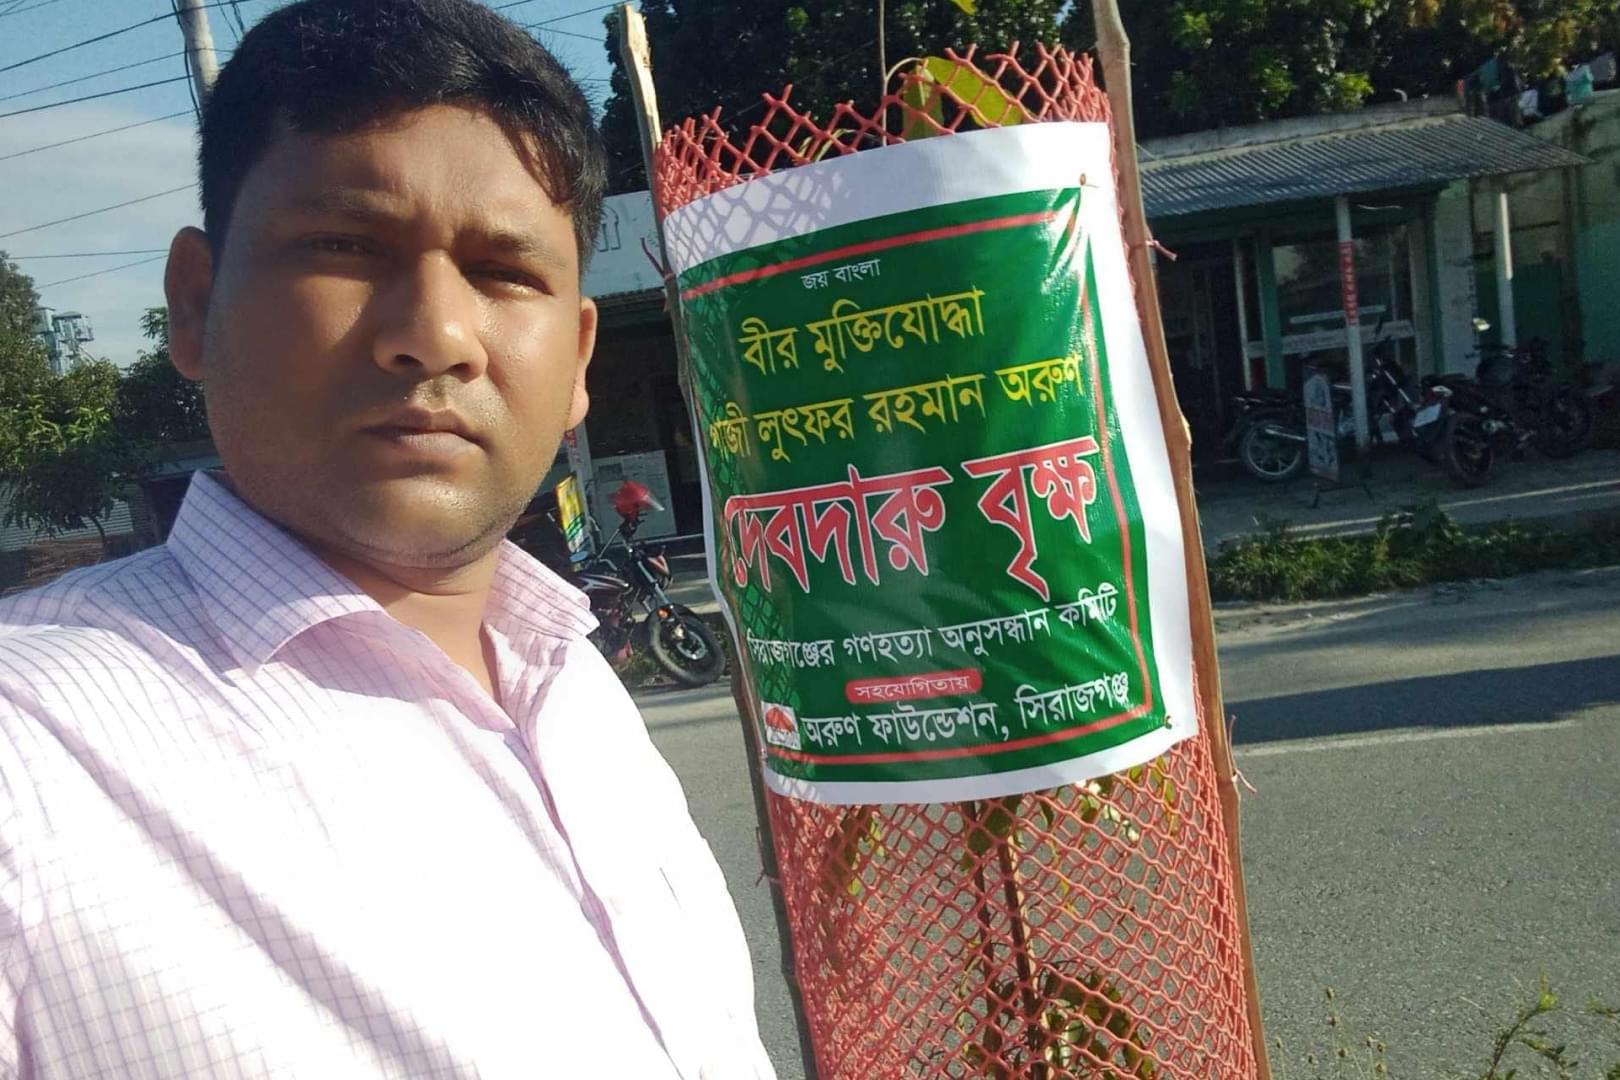 জয় বাংলা
বীর মুক্তিযোদ্ধা
গাজী লুৎফর রহমান অরুণ
দেবদারু বৃক্ষ
সিরাজগঞ্জের গণহত্যা অনুসন্ধান কমিটি
সহযোগিতায়
অরুণ ফাউন্ডেশন, সিরাজগঞ্জ